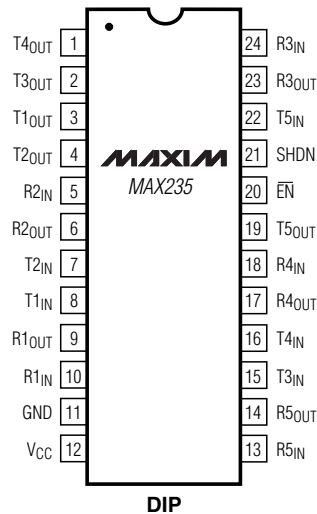 T4OUT 1
T3OUT 2
T1OUT 3
T2OUT 4
R2IN 5
R2OUT 6
T2IN 7
T1IN 8
R1OUT 9
R1IN 10
GND 11
VCC 12
MAXIM
MAX235
24 R3IN
23 R3OUT
22 T5IN
21 SHDN
20 E̅N̅
19 T5OUT
18 R4IN
17 R4OUT
16 T4IN
15 T3IN
14 R5OUT
13 R5IN
DIP